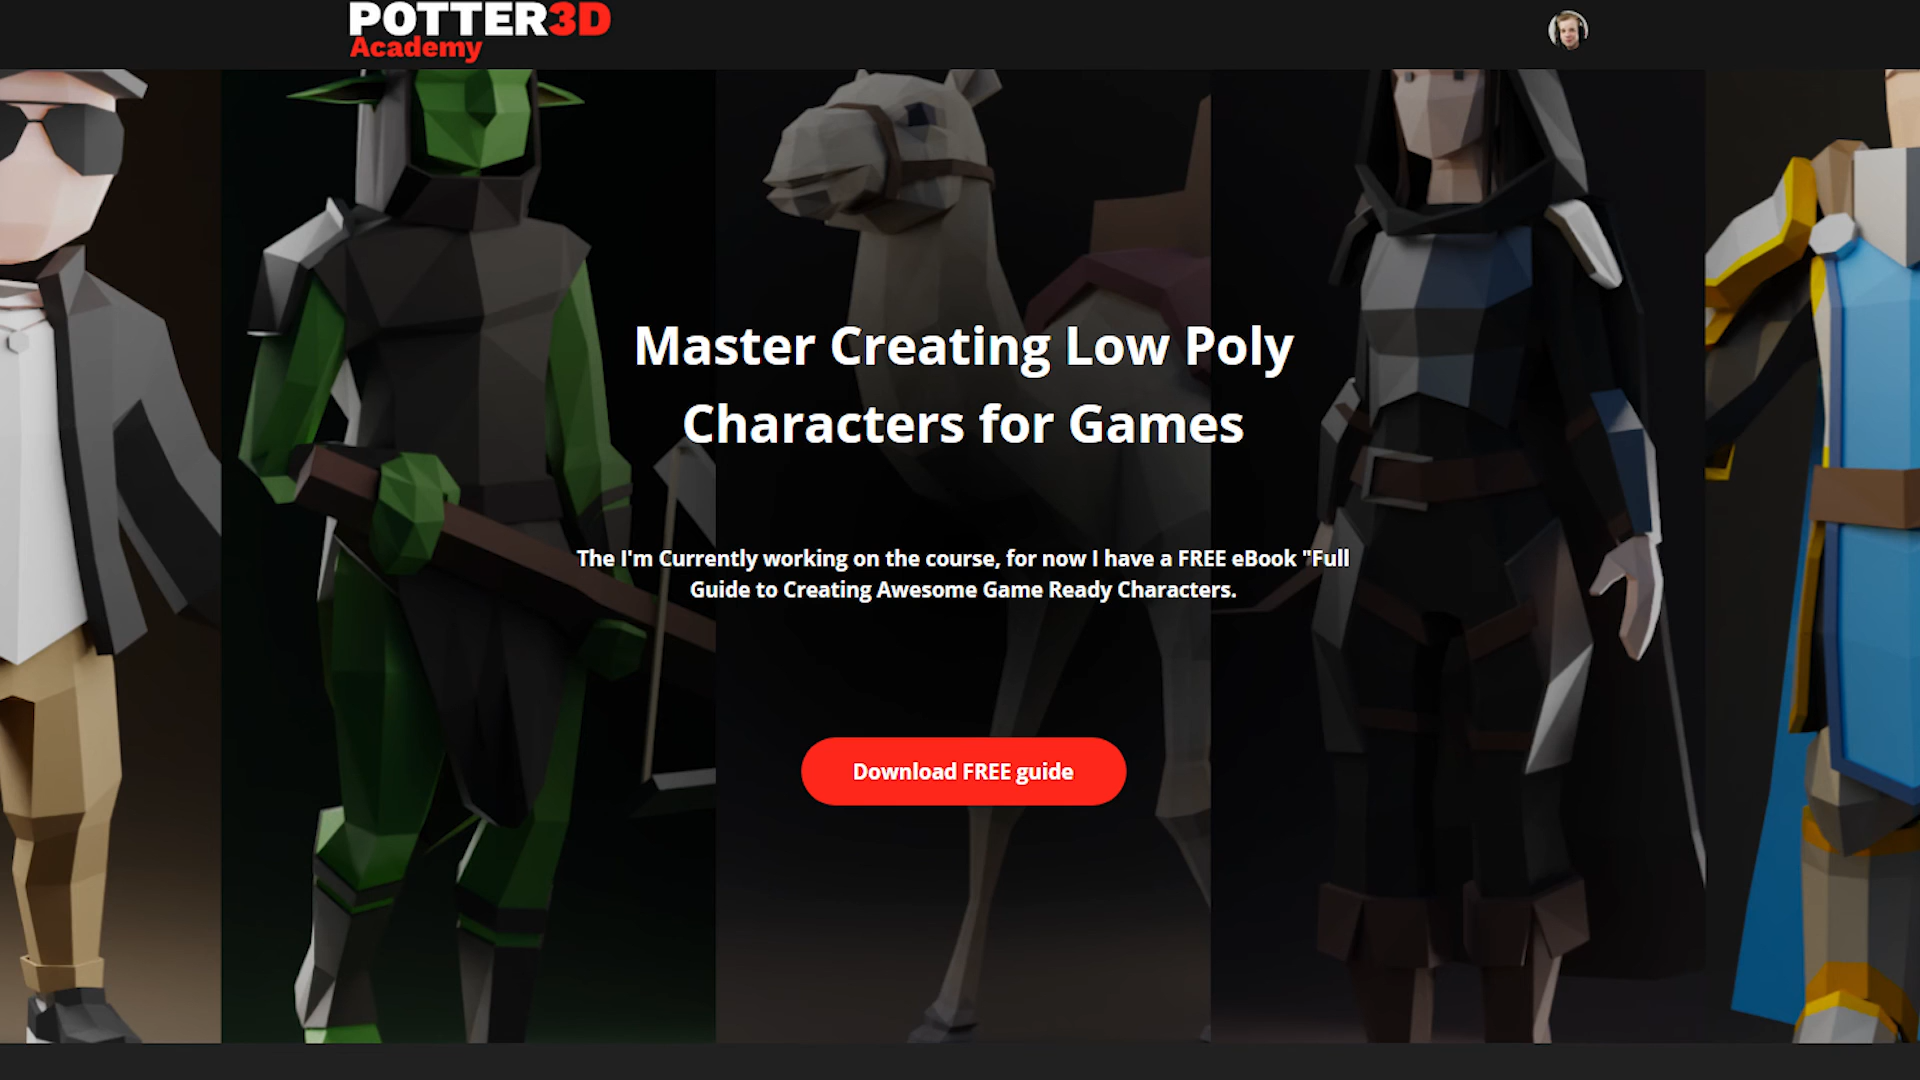 POTTER3D
Academy
Master Creating Low Poly
Characters for Games
The I'm Currently working on the course, for now I have a FREE eBook "Full
Guide to Creating Awesome Game Ready Characters.
Download FREE guide